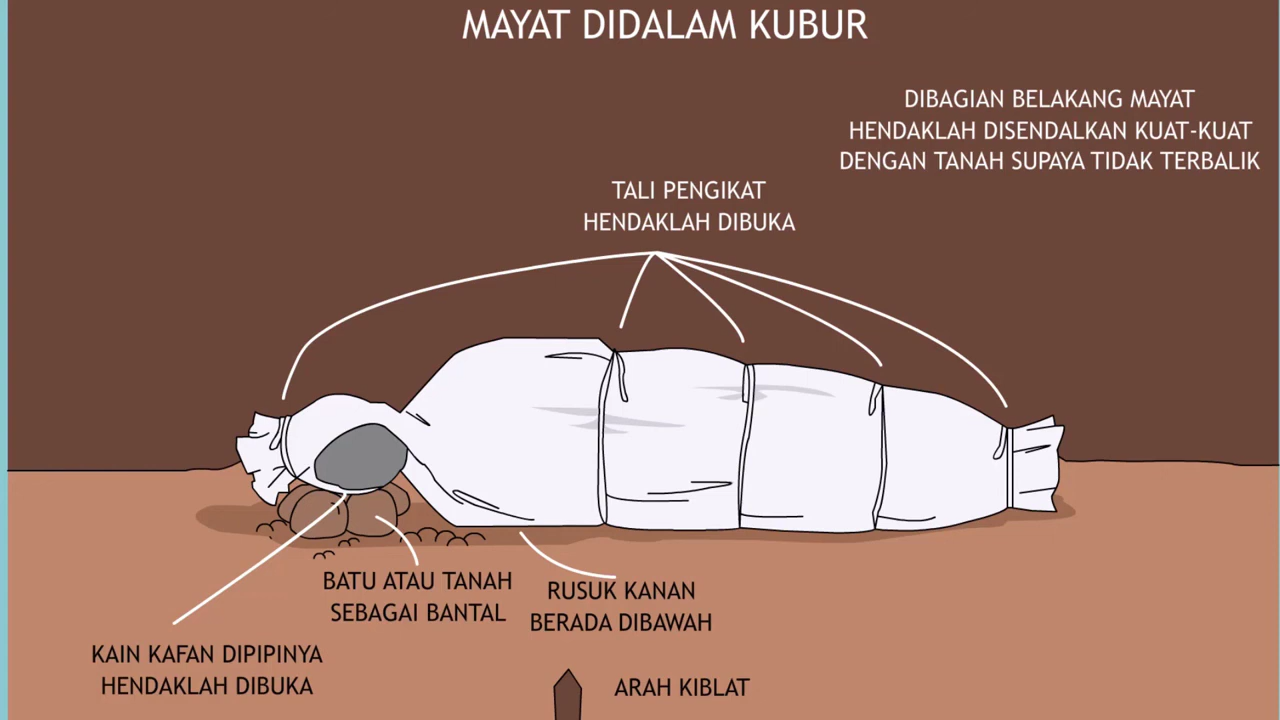 MAYAT DIDALAM KUBUR
DIBAGIAN BELAKANG MAYAT
HENDAKLAH DISENDALKAN KUAT-KUAT
DENGAN TANAH SUPAYA TIDAK TERBALIK
TALI PENGIKAT
HENDAKLAH DIBUKA
BATU ATAU TANAH
SEBAGAI BANTAL
RUSUK KANAN
BERADA DIBAWAH
KAIN KAFAN DIPIPINYA
HENDAKLAH DIBUKA
ARAH KIBLAT